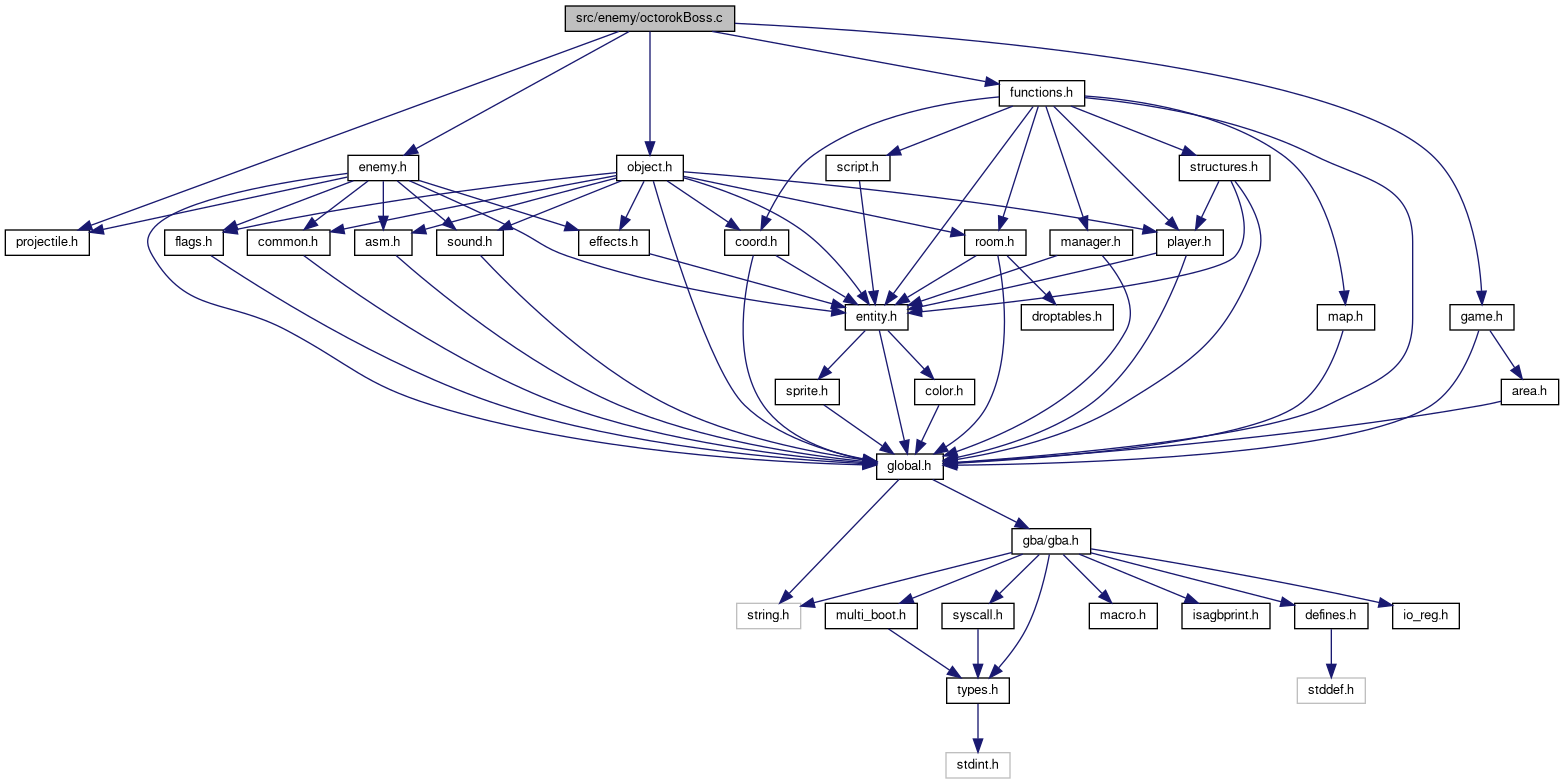 src/enemy/octorokBoss.c
functions.h
enemy.h
object.h
script.h
structures.h
projectile.h
flags.h
common.h
asm.h
sound.h
effects.h
coord.h
room.h
manager.h
player.h
entity.h
droptables.h
map.h
game.h
sprite.h
color.h
area.h
global.h
gba/gba.h
string.h
multi_boot.h
syscall.h
macro.h
isagbprint.h
defines.h
io_reg.h
types.h
stddef.h
stdint.h